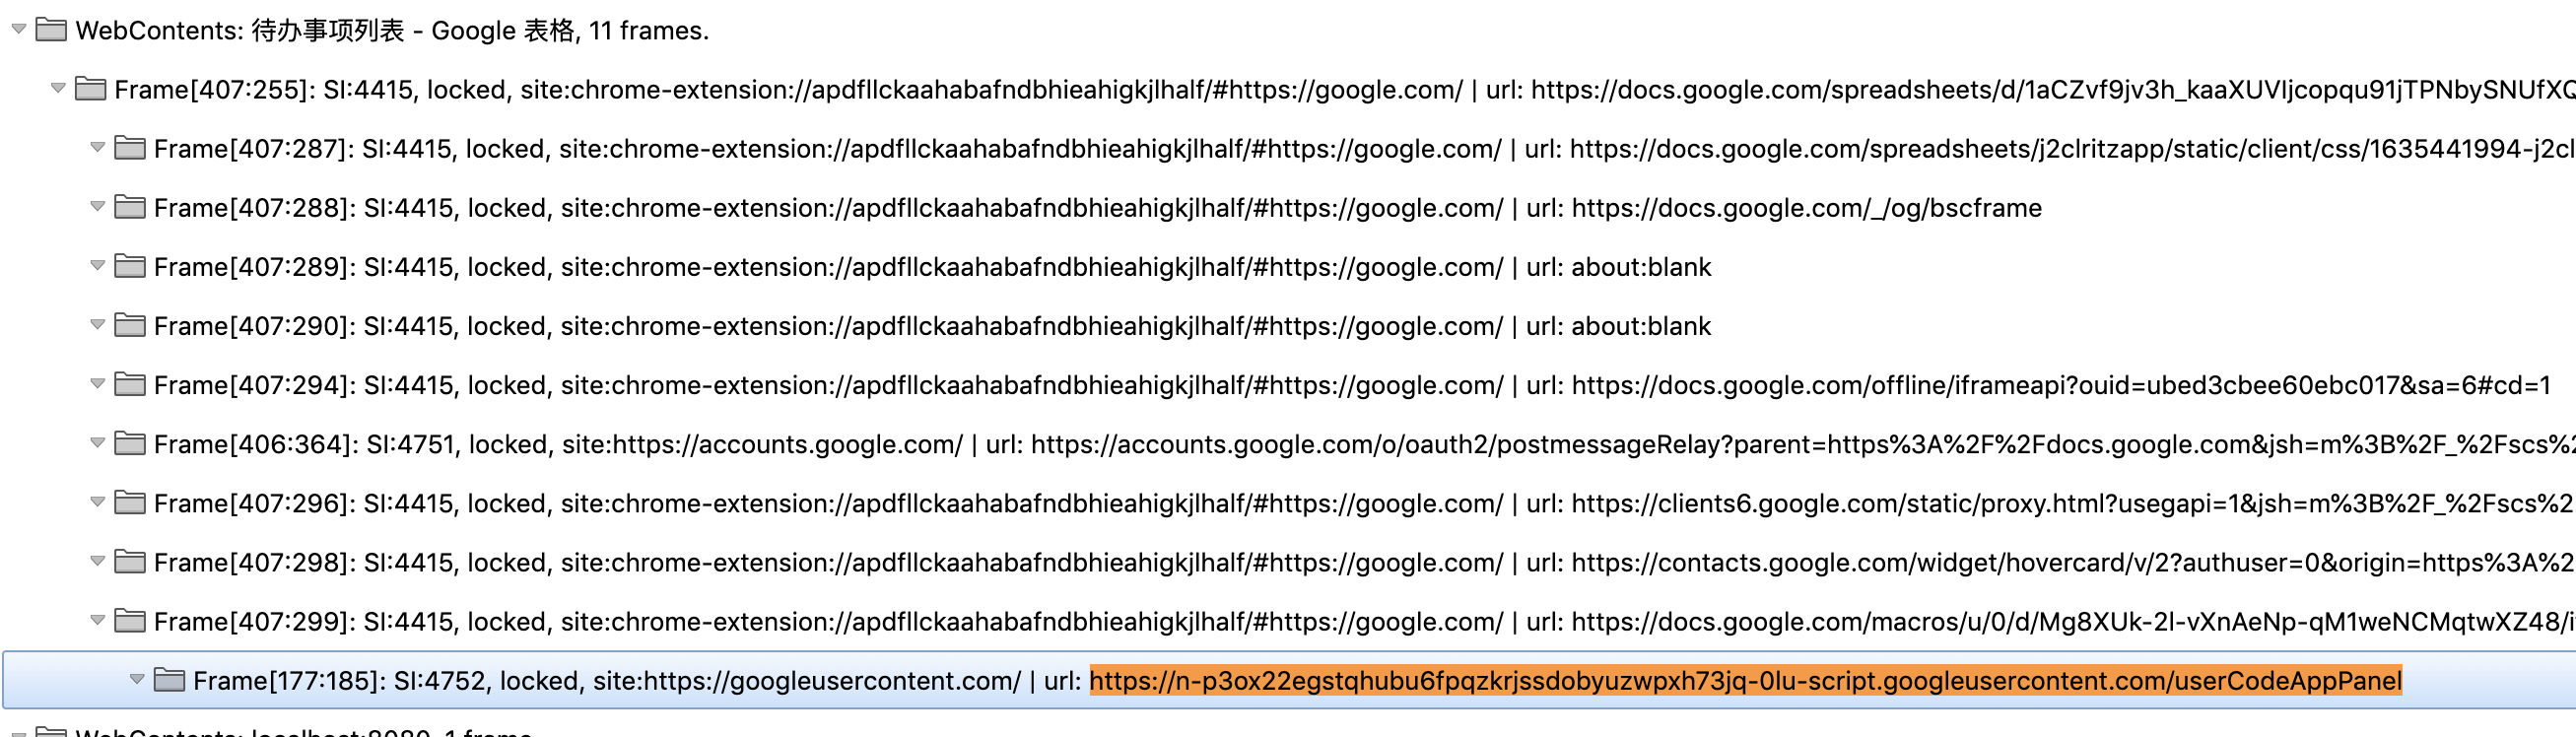 WebContents: 待办事项列表 - Google 表格, 11 frames.
Frame[407:255]: SI:4415, locked, site:chrome-extension://apdfllckaahabafndbhieahigkjlhalf/#https://google.com/ | url: https://docs.google.com/spreadsheets/d/1aCZvf9jv3h_kaaXUVIjcopqu91jTPNbySNUfXQ
Frame[407:287]: SI:4415, locked, site:chrome-extension://apdfllckaahabafndbhieahigkjlhalf/#https://google.com/ | url: https://docs.google.com/spreadsheets/j2clritzapp/static/client/css/1635441994-j2cl
Frame[407:288]: SI:4415, locked, site:chrome-extension://apdfllckaahabafndbhieahigkjlhalf/#https://google.com/ | url: https://docs.google.com/_/og/bscframe
Frame[407:289]: SI:4415, locked, site:chrome-extension://apdfllckaahabafndbhieahigkjlhalf/#https://google.com/ | url: about:blank
Frame[407:290]: SI:4415, locked, site:chrome-extension://apdfllckaahabafndbhieahigkjlhalf/#https://google.com/ | url: about:blank
Frame[407:294]: SI:4415, locked, site:chrome-extension://apdfllckaahabafndbhieahigkjlhalf/#https://google.com/ | url: https://docs.google.com/offline/iframeapi?ouid=ubed3cbee60ebc017&sa=6#cd=1
Frame[406:364]: SI:4751, locked, site:https://accounts.google.com/ | url: https://accounts.google.com/o/oauth2/postmessageRelay?parent=https%3A%2F%2Fdocs.google.com&jsh=m%3B%2F_%2Fscs%2
Frame[407:296]: SI:4415, locked, site:chrome-extension://apdfllckaahabafndbhieahigkjlhalf/#https://google.com/ | url: https://clients6.google.com/static/proxy.html?usegapi=1&jsh=m%3B%2F_%2Fscs%2
Frame[407:298]: SI:4415, locked, site:chrome-extension://apdfllckaahabafndbhieahigkjlhalf/#https://google.com/ | url: https://contacts.google.com/widget/hovercard/v/2?authuser=0&origin=https%3A%2
Frame[407:299]: SI:4415, locked, site:chrome-extension://apdfllckaahabafndbhieahigkjlhalf/#https://google.com/ | url: https://docs.google.com/macros/u/0/d/Mg8XUk-2I-vXnAeNp-qM1weNCMqtwXZ48/i
Frame[177:185]: SI:4752, locked, site:https://googleusercontent.com/ | url: https://n-p3ox22egstqhubu6fpqzkrjssdobyuzwpxh73jq-0lu-script.googleusercontent.com/userCodeAppPanel
WebContents: localhost:8080, 1 frame.